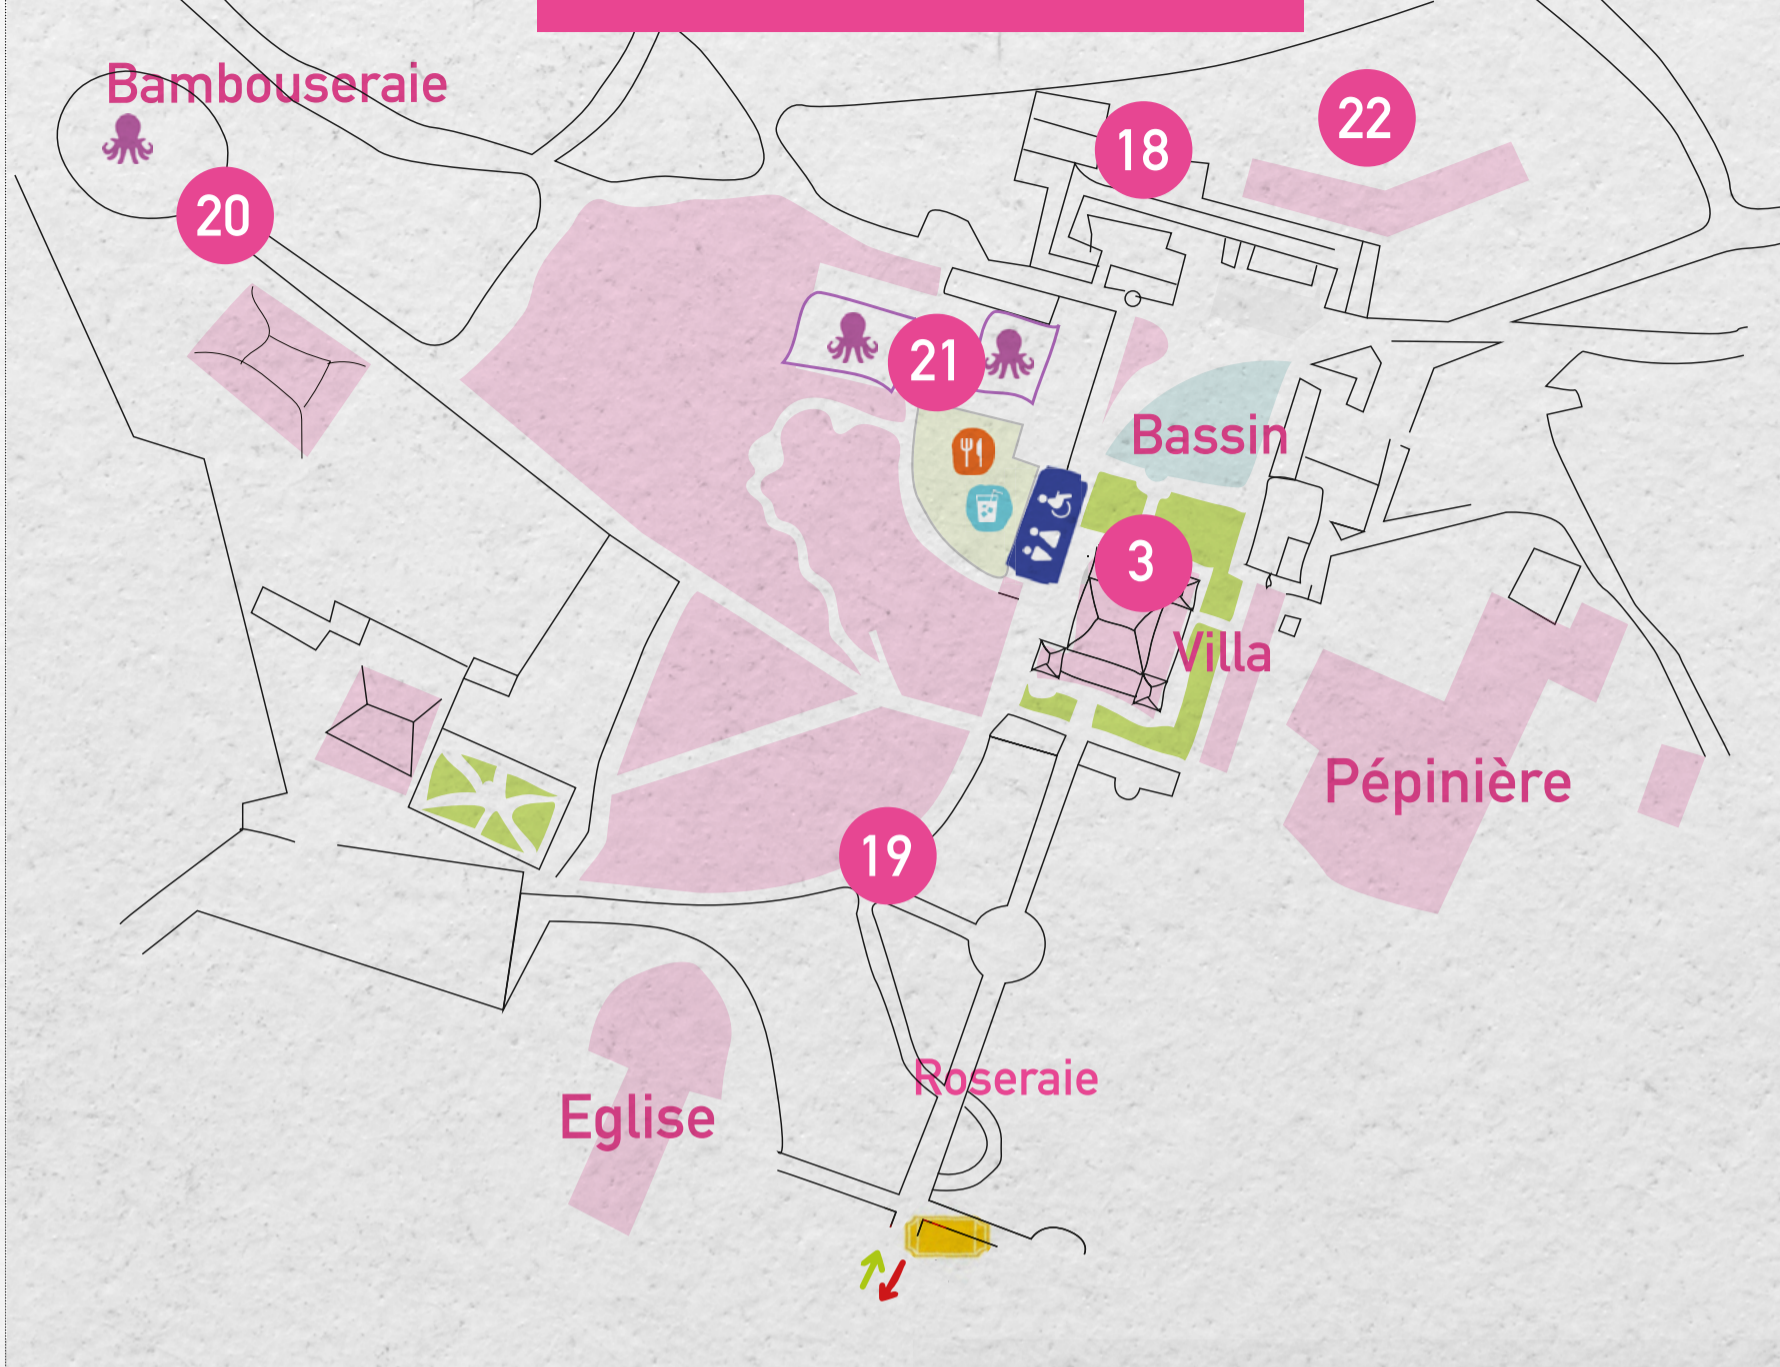 Bambouseraie
22
18
20
21
Bassin
3
Villa
Pépinière
19
Roseraie
Eglise